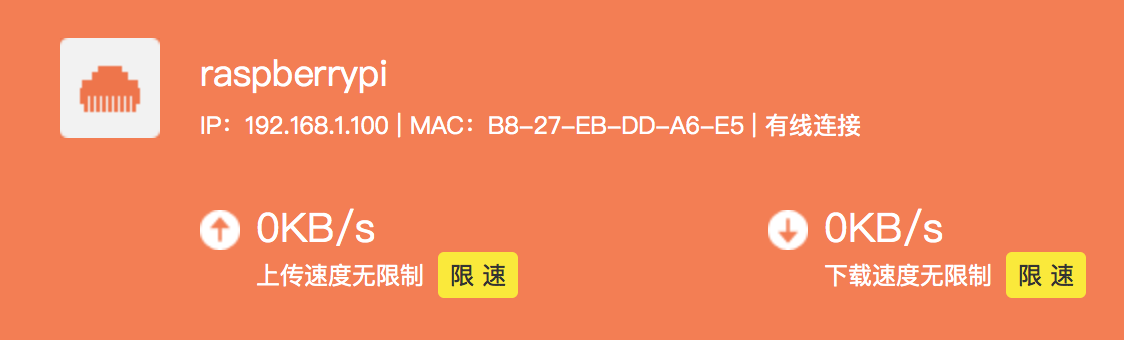 raspberrypi
IP：192.168.1.100 | MAC：B8-27-EB-DD-A6-E5 | 有线连接
0KB/s
上传速度无限制 限 速
0KB/s
下载速度无限制 限 速